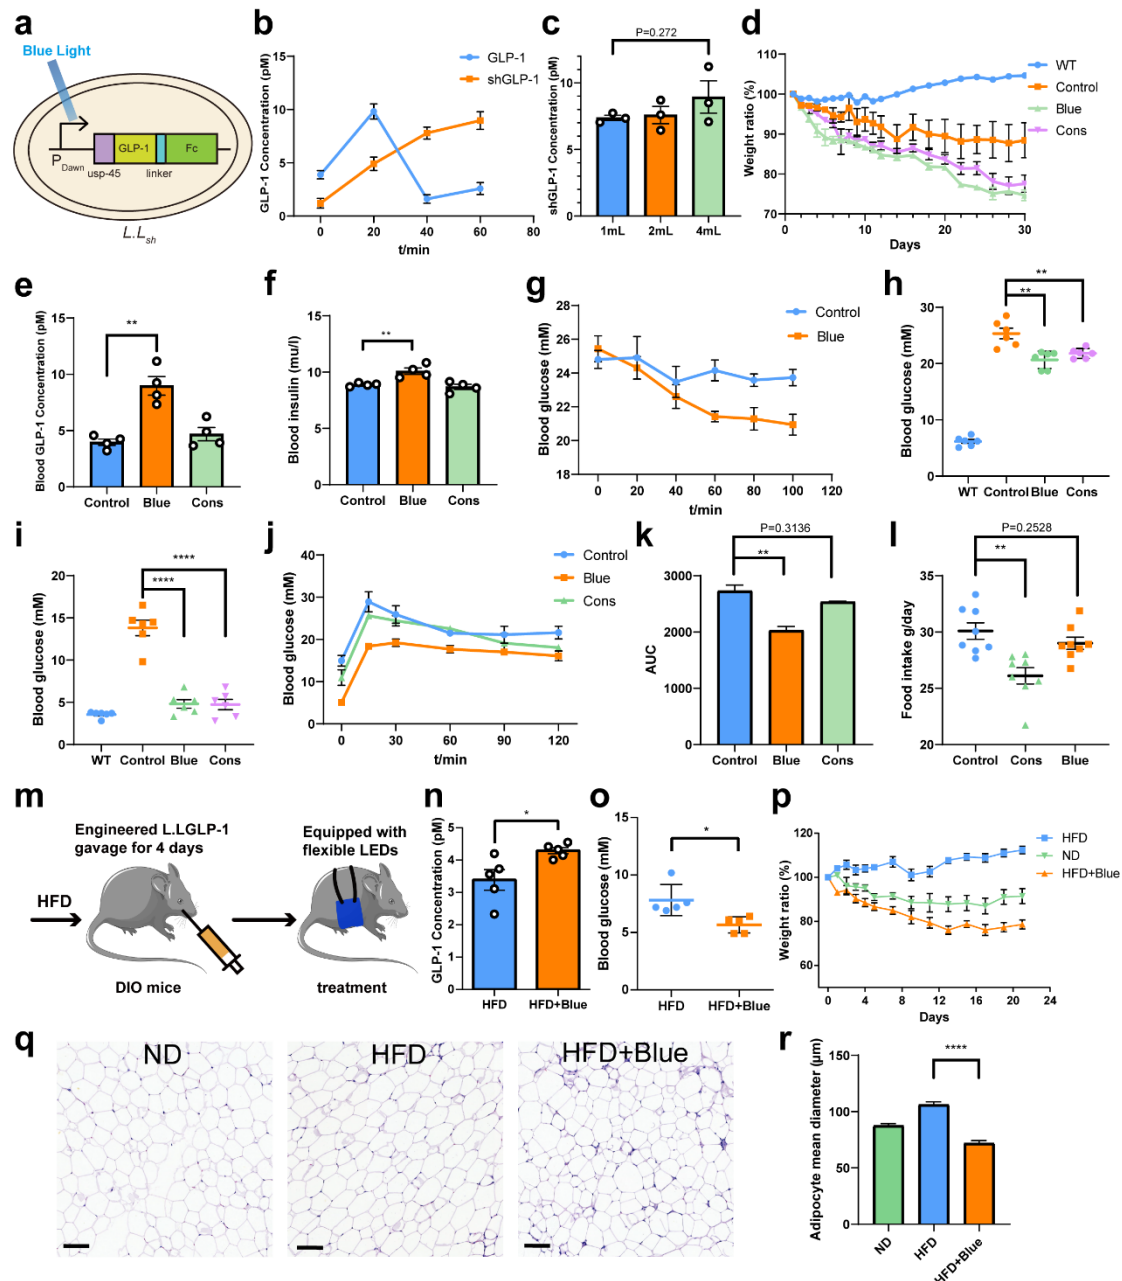 a
Blue Light
P
Dawn
GLP-1
Fc
usp-45
linker
L.L
sh
b
GLP-1 Concentration (pM)
15
10
5
0
0
20
40
60
80
t/min
GLP-1
shGLP-1
c
P=0.272
shGLP-1 Concentration (pM)
10
5
0
1mL
2mL
4mL
d
Weight ratio (%)
110
100
90
80
70
0
10
20
30
Days
WT
Control
Blue
Cons
e
Blood GLP-1 Concentration (pM)
15
10
5
0
**
Control
Blue
Cons
f
Blood insulin (mu/l)
15
10
5
0
**
Control
Blue
Cons
g
Blood glucose (mM)
28
26
24
22
20
18
0
20
40
60
80
100
120
t/min
Control
Blue
h
Blood glucose (mM)
30
20
10
0
**
**
WT
Control
Blue
Cons
i
Blood glucose (mM)
20
15
10
5
0
****
****
WT
Control
Blue
Cons
j
Blood glucose (mM)
40
30
20
10
0
0
30
60
90
120
t/min
Control
Blue
Cons
k
P=0.3136
**
AUC
3000
2000
1000
0
Control
Blue
Cons
l
P=0.2528
**
Food intake g/day
35
30
25
20
Control
Cons
Blue
m
Engineered L.LGLP-1
gavage for 4 days
HFD
DIO mice
Equipped with
flexible LEDs
treatment
n
GLP-1 Concentration (pM)
5
4
3
2
1
0
*
HFD
HFD+Blue
o
Blood glucose (mM)
15
10
5
0
*
HFD
HFD+Blue
p
Weight ratio (%)
120
100
80
60
0
4
8
12
16
20
24
Days
HFD
ND
HFD+Blue
q
ND
HFD
HFD+Blue
r
Adipocyte mean diameter (μm)
150
100
50
0
****
ND
HFD
HFD+Blue